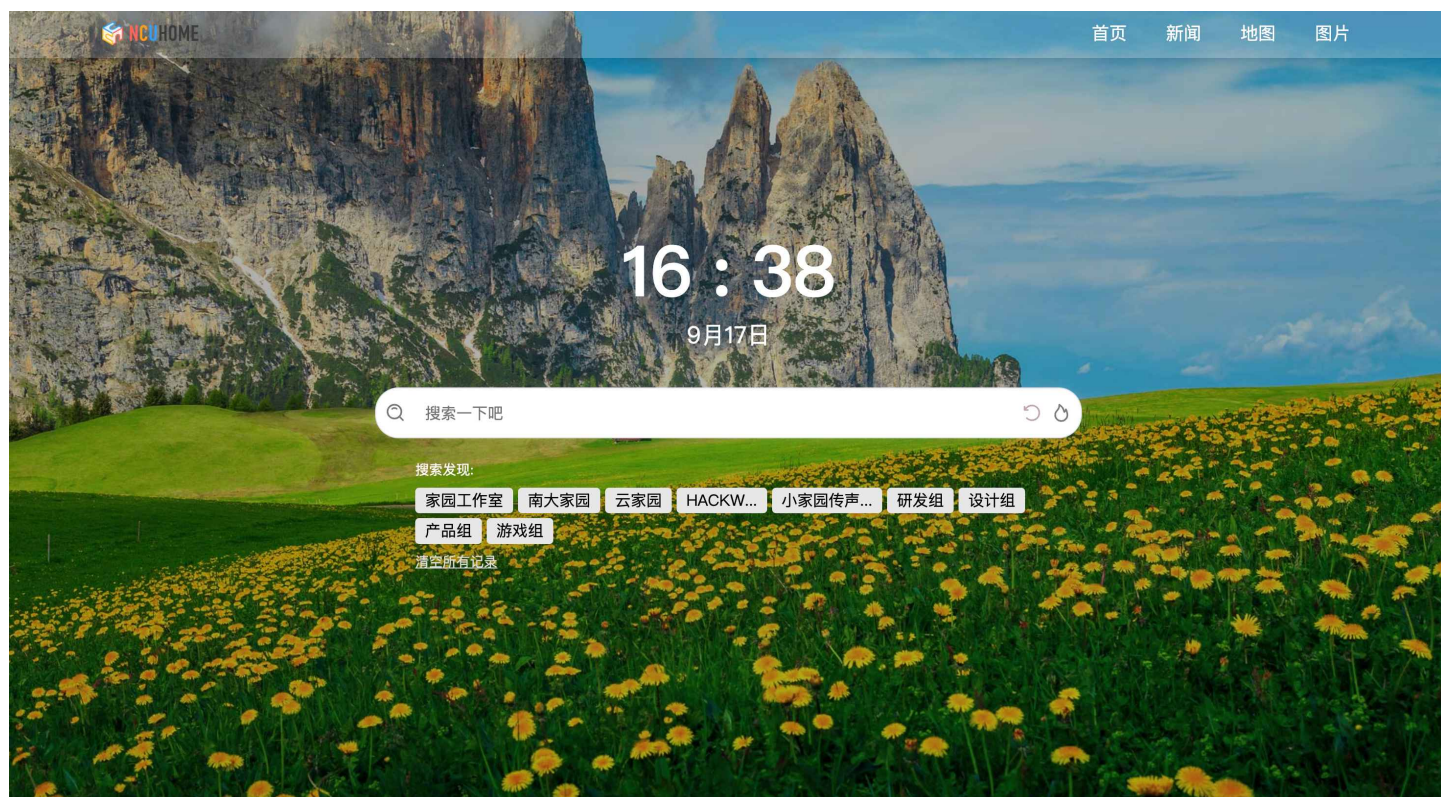 NCUHOME 首页 新闻 地图 图片
16 : 38
9月17日
搜索一下吧
搜索发现:
家园工作室 南大家园 云家园 HACKW... 小家园传声... 研发组 设计组
产品组 游戏组
清空所有记录